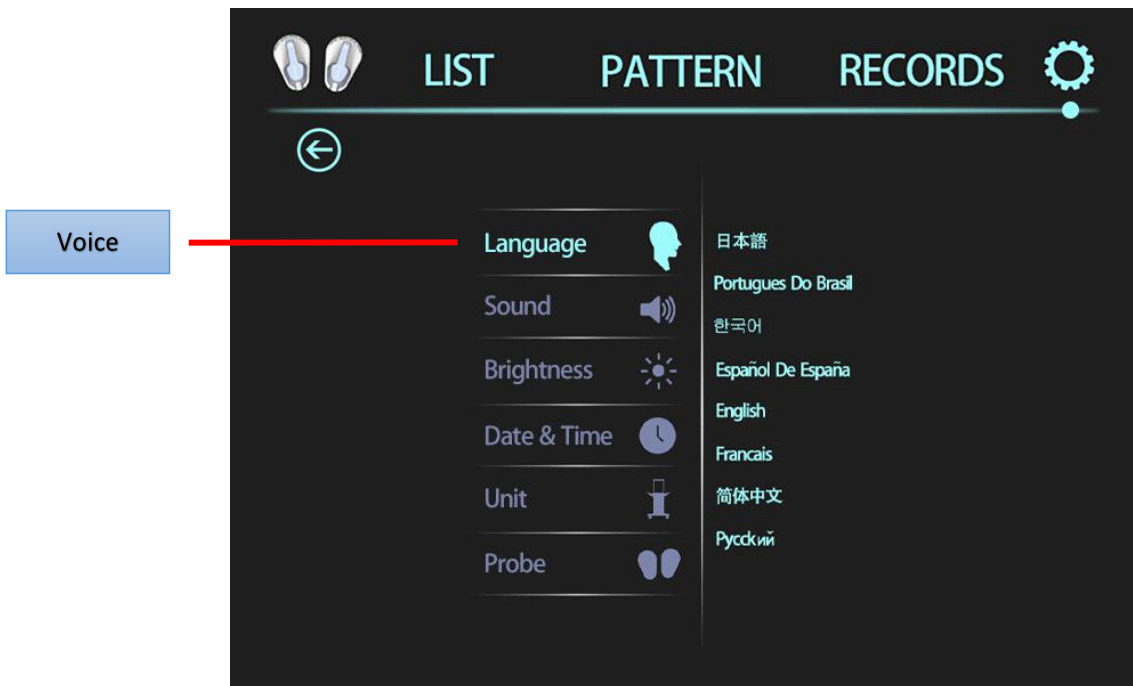 LIST PATTERN RECORDS
Voice
Language
Sound
Brightness
Date & Time
Unit
Probe
日本語
Portugues Do Brasil
한국어
Español De España
English
Francais
简体中文
Русский